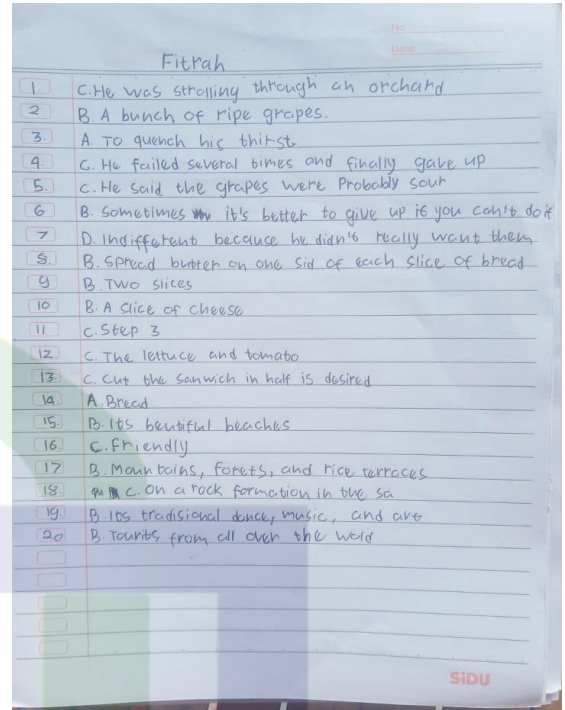 No.
Date:
Fitrah
1 C. He was strolling through an orchard
2 B. A bunch of ripe grapes.
3. A. To quench his thirst
4. C. He failed several times and finally gave up
5. C. He said the grapes were Probably sour
6 B. Sometimes it's better to give up if you can't do it
7 D. Indifferent because he didn't really want them
8. B. Spread butter on one sid of each slice of bread
9 B. Two slices
10 B. A slice of cheese
11 C. Step 3
12. C. The lettuce and tomato
13. C. Cut the sanwich in half is desired
14 A. Bread
15. B. Its beutiful beaches
16. C. Friendly
17 B. Mountains, forets, and rice terraces
18. C. On a rock formation in the sa
19. B. Its tradisional dance, music, and art
20 B. Tourits from all over the wold
SiDU